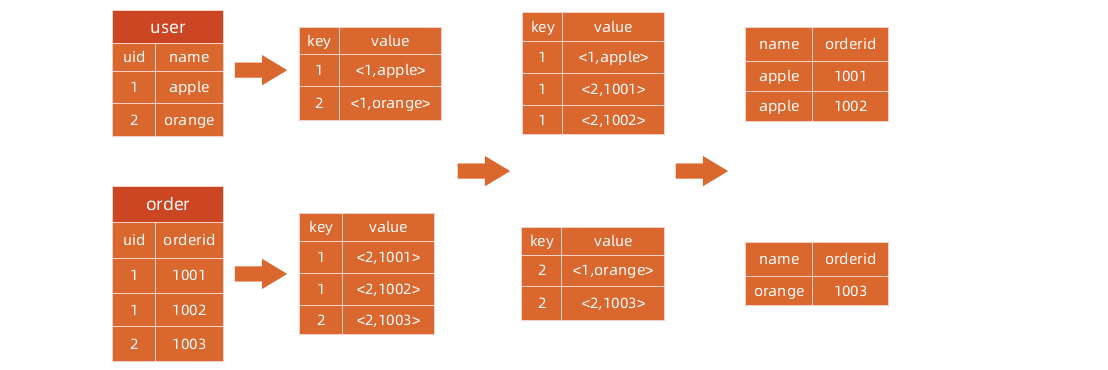 user
uid name
1 apple
2 orange
key value
1 <1,apple>
2 <1,orange>
key value
1 <1,apple>
1 <2,1001>
1 <2,1002>
name orderid
apple 1001
apple 1002
order
uid orderid
1 1001
1 1002
2 1003
key value
1 <2,1001>
1 <2,1002>
2 <2,1003>
key value
2 <1,orange>
2 <2,1003>
name orderid
orange 1003